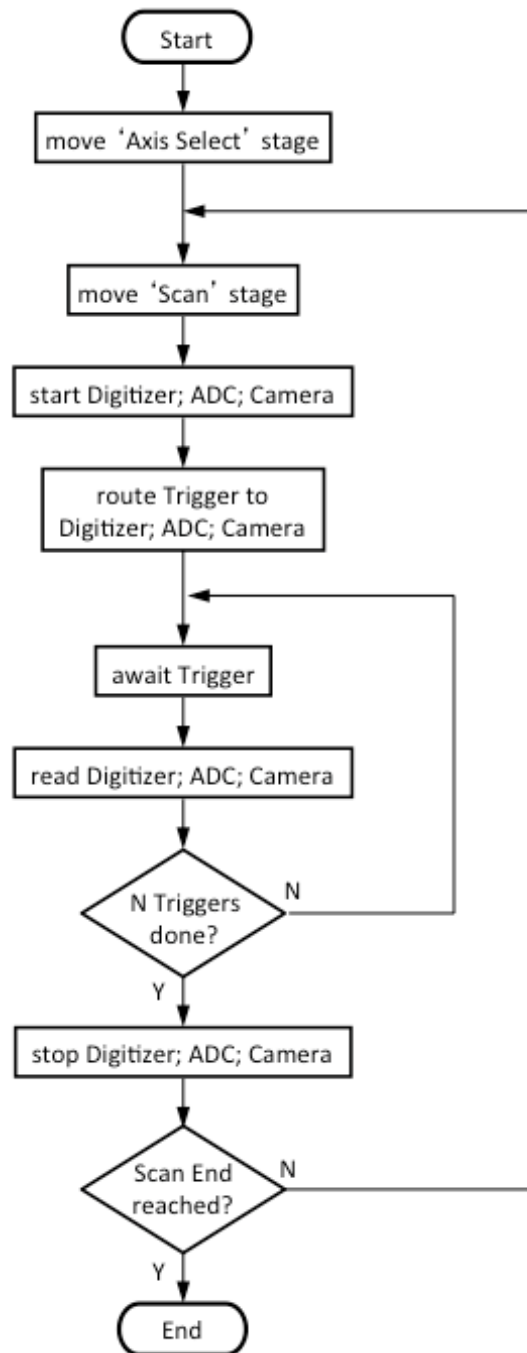 Start
move ‘Axis Select’ stage
move ‘Scan’ stage
start Digitizer; ADC; Camera
route Trigger to
Digitizer; ADC; Camera
await Trigger
read Digitizer; ADC; Camera
N Triggers
done?
N
Y
stop Digitizer; ADC; Camera
Scan End
reached?
N
Y
End